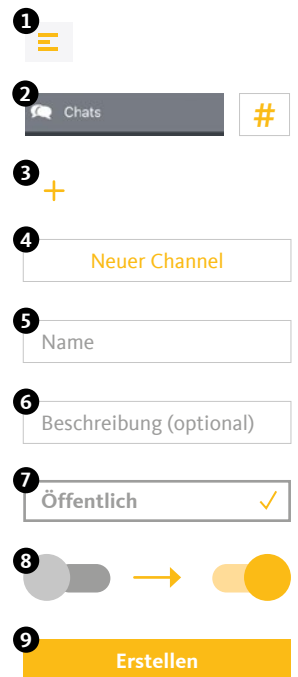 1
2
Chats #
3
+
4
Neuer Channel
5
Name
6
Beschreibung (optional)
7
Öffentlich
8
9
Erstellen